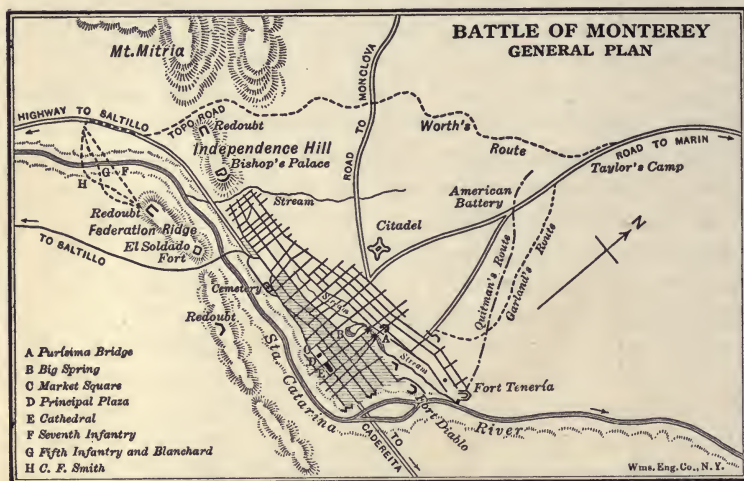 BATTLE OF MONTEREY
GENERAL PLAN
Mt. Mitria
HIGHWAY TO SALTILLO
TOPO ROAD
Redoubt
Independence Hill
Bishop's Palace
ROAD TO MONCLOVA
Worth's
Route
ROAD TO MARIN
Taylor's Camp
American
Battery
H G F
Redoubt
Federation Ridge
El Soldado
Fort
TO SALTILLO
Stream
Citadel
Quitman's Route
Garland's Route
N
Cemetery
Stream
Redoubt
B
A
Stream
Fort Tenería
Fort Diablo
Sta. Catarina
River
TO
CADEREITA
A Purísima Bridge
B Big Spring
C Market Square
D Principal Plaza
E Cathedral
F Seventh Infantry
G Fifth Infantry and Blanchard
H C. F. Smith
Wms. Eng. Co., N. Y.